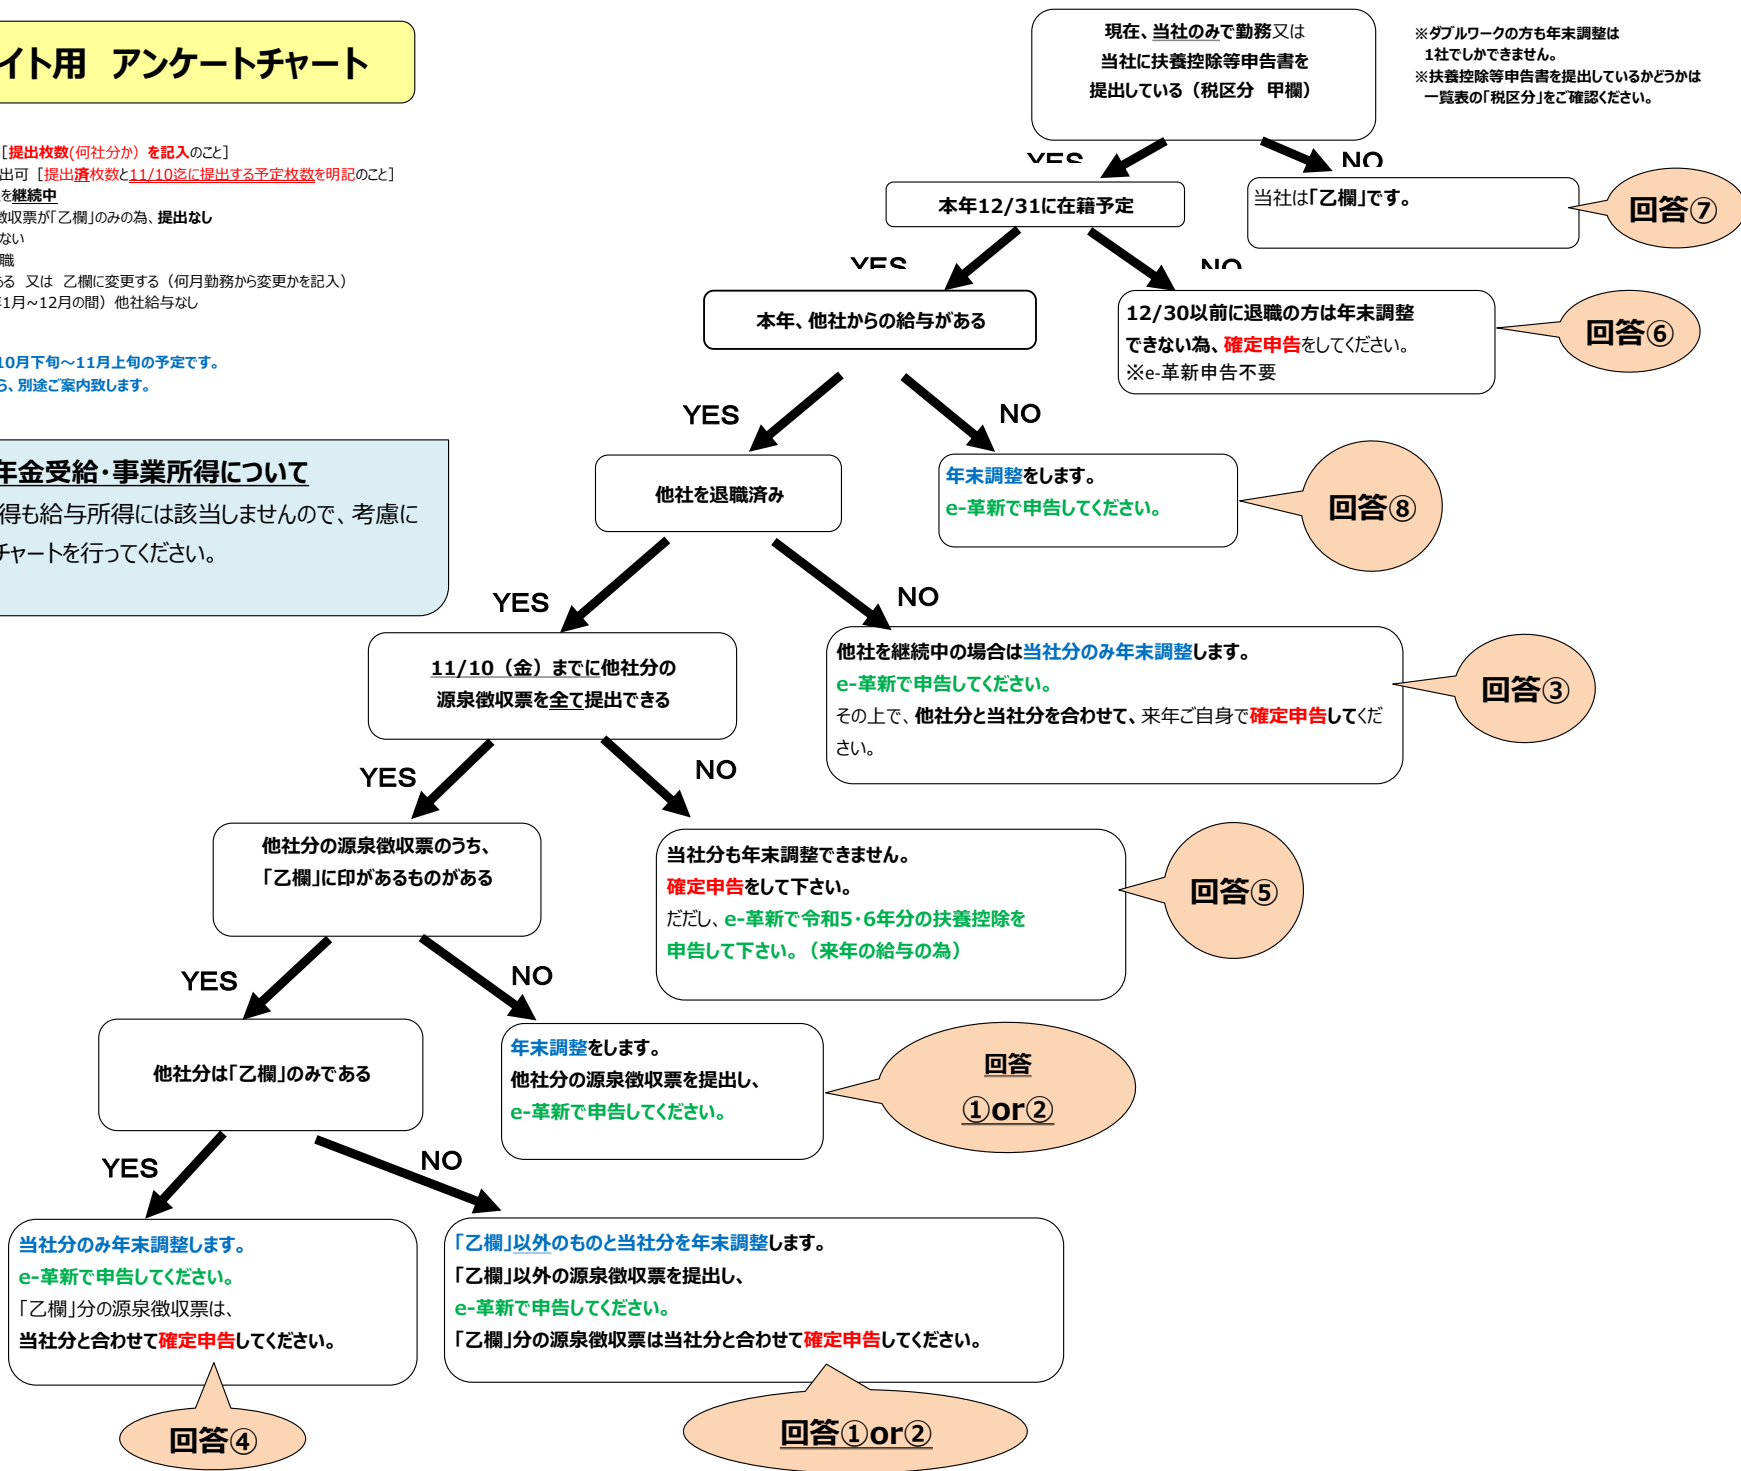 イト用 アンケートチャート
[提出枚数(何社分か) を記入のこと]
出可 [提出済枚数と11/10迄に提出する予定枚数を明記のこと]
を継続中
徴収票が「乙欄」のみの為、提出なし
ない
職
ある 又は 乙欄に変更する（何月勤務から変更かを記入）
年1月～12月の間）他社給与なし
10月下旬～11月上旬の予定です。
ら、別途ご案内致します。
年金受給・事業所得について
得も給与所得には該当しませんので、考慮に
チャートを行ってください。
現在、当社のみで勤務又は
当社に扶養控除等申告書を
提出している（税区分 甲欄）
※ダブルワークの方も年末調整は
1社でしかできません。
※扶養控除等申告書を提出しているかどうかは
一覧表の「税区分」をご確認ください。
YES
NO
本年12/31に在籍予定
当社は「乙欄」です。
回答⑦
YES
NO
本年、他社からの給与がある
12/30以前に退職の方は年末調整
できない為、確定申告をしてください。
※e-革新申告不要
回答⑥
YES
NO
他社を退職済み
年末調整をします。
e-革新で申告してください。
回答⑧
YES
NO
11/10（金）までに他社分の
源泉徴収票を全て提出できる
他社を継続中の場合は当社分のみ年末調整します。
e-革新で申告してください。
その上で、他社分と当社分を合わせて、来年ご自身で確定申告してくだ
さい。
回答③
YES
NO
他社分の源泉徴収票のうち、
「乙欄」に印があるものがある
当社分も年末調整できません。
確定申告をして下さい。
だだし、e-革新で令和5・6年分の扶養控除を
申告して下さい。（来年の給与の為）
回答⑤
YES
NO
他社分は「乙欄」のみである
年末調整をします。
他社分の源泉徴収票を提出し、
e-革新で申告してください。
回答
①or②
YES
NO
当社分のみ年末調整します。
e-革新で申告してください。
「乙欄」分の源泉徴収票は、
当社分と合わせて確定申告してください。
回答④
「乙欄」以外のものと当社分を年末調整します。
「乙欄」以外の源泉徴収票を提出し、
e-革新で申告してください。
「乙欄」分の源泉徴収票は当社分と合わせて確定申告してください。
回答①or②